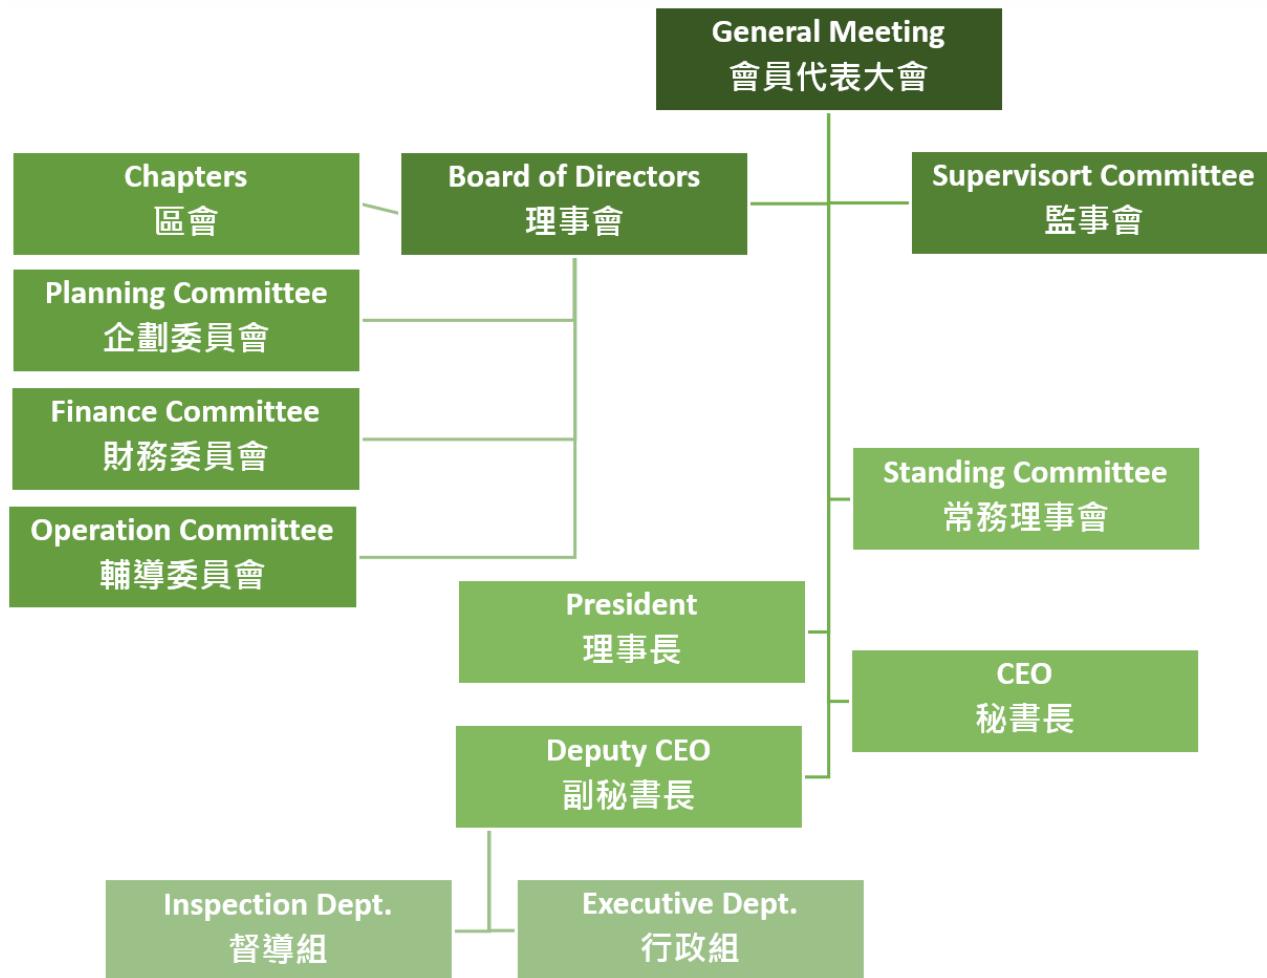 General Meeting
會員代表大會
Chapters
區會
Board of Directors
理事會
Supervisort Committee
監事會
Planning Committee
企劃委員會
Finance Committee
財務委員會
Standing Committee
常務理事會
Operation Committee
輔導委員會
President
理事長
CEO
秘書長
Deputy CEO
副秘書長
Inspection Dept.
督導組
Executive Dept.
行政組